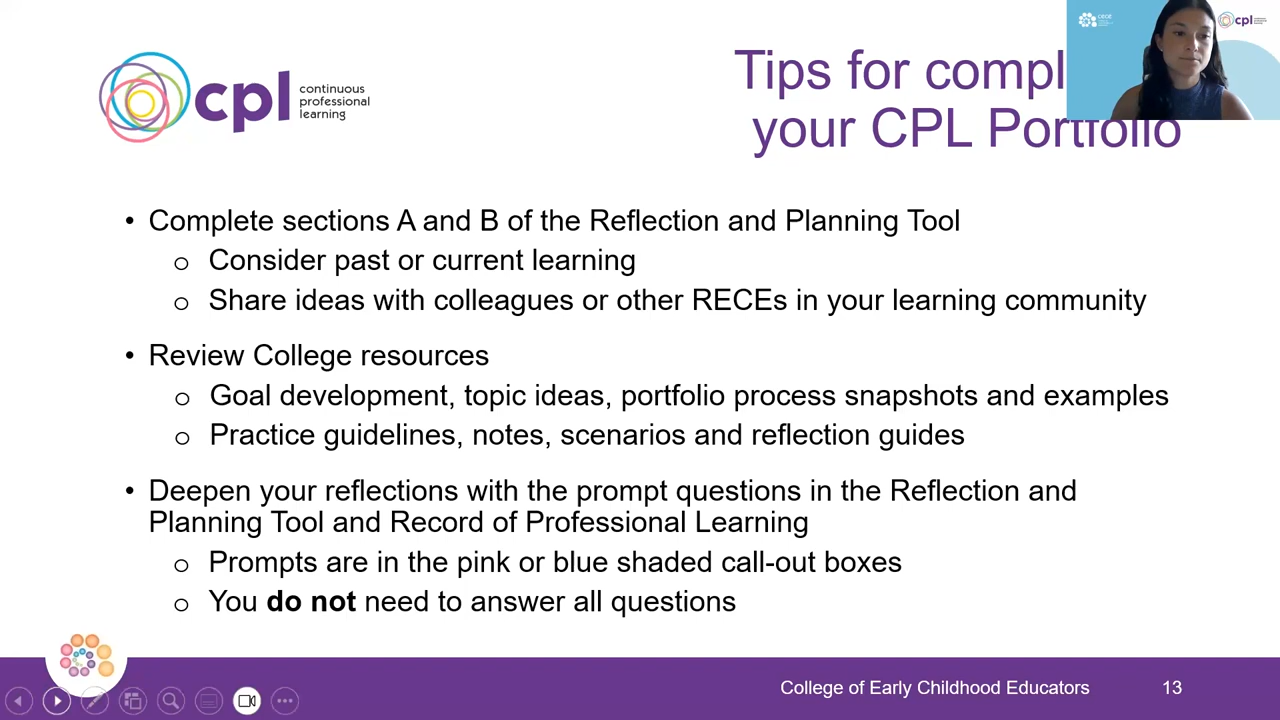 cpl continuous professional learning
Tips for compl
your CPL Portfolio
• Complete sections A and B of the Reflection and Planning Tool
o Consider past or current learning
o Share ideas with colleagues or other RECEs in your learning community
• Review College resources
o Goal development, topic ideas, portfolio process snapshots and examples
o Practice guidelines, notes, scenarios and reflection guides
• Deepen your reflections with the prompt questions in the Reflection and
Planning Tool and Record of Professional Learning
o Prompts are in the pink or blue shaded call-out boxes
o You do not need to answer all questions
College of Early Childhood Educators 13
cpl